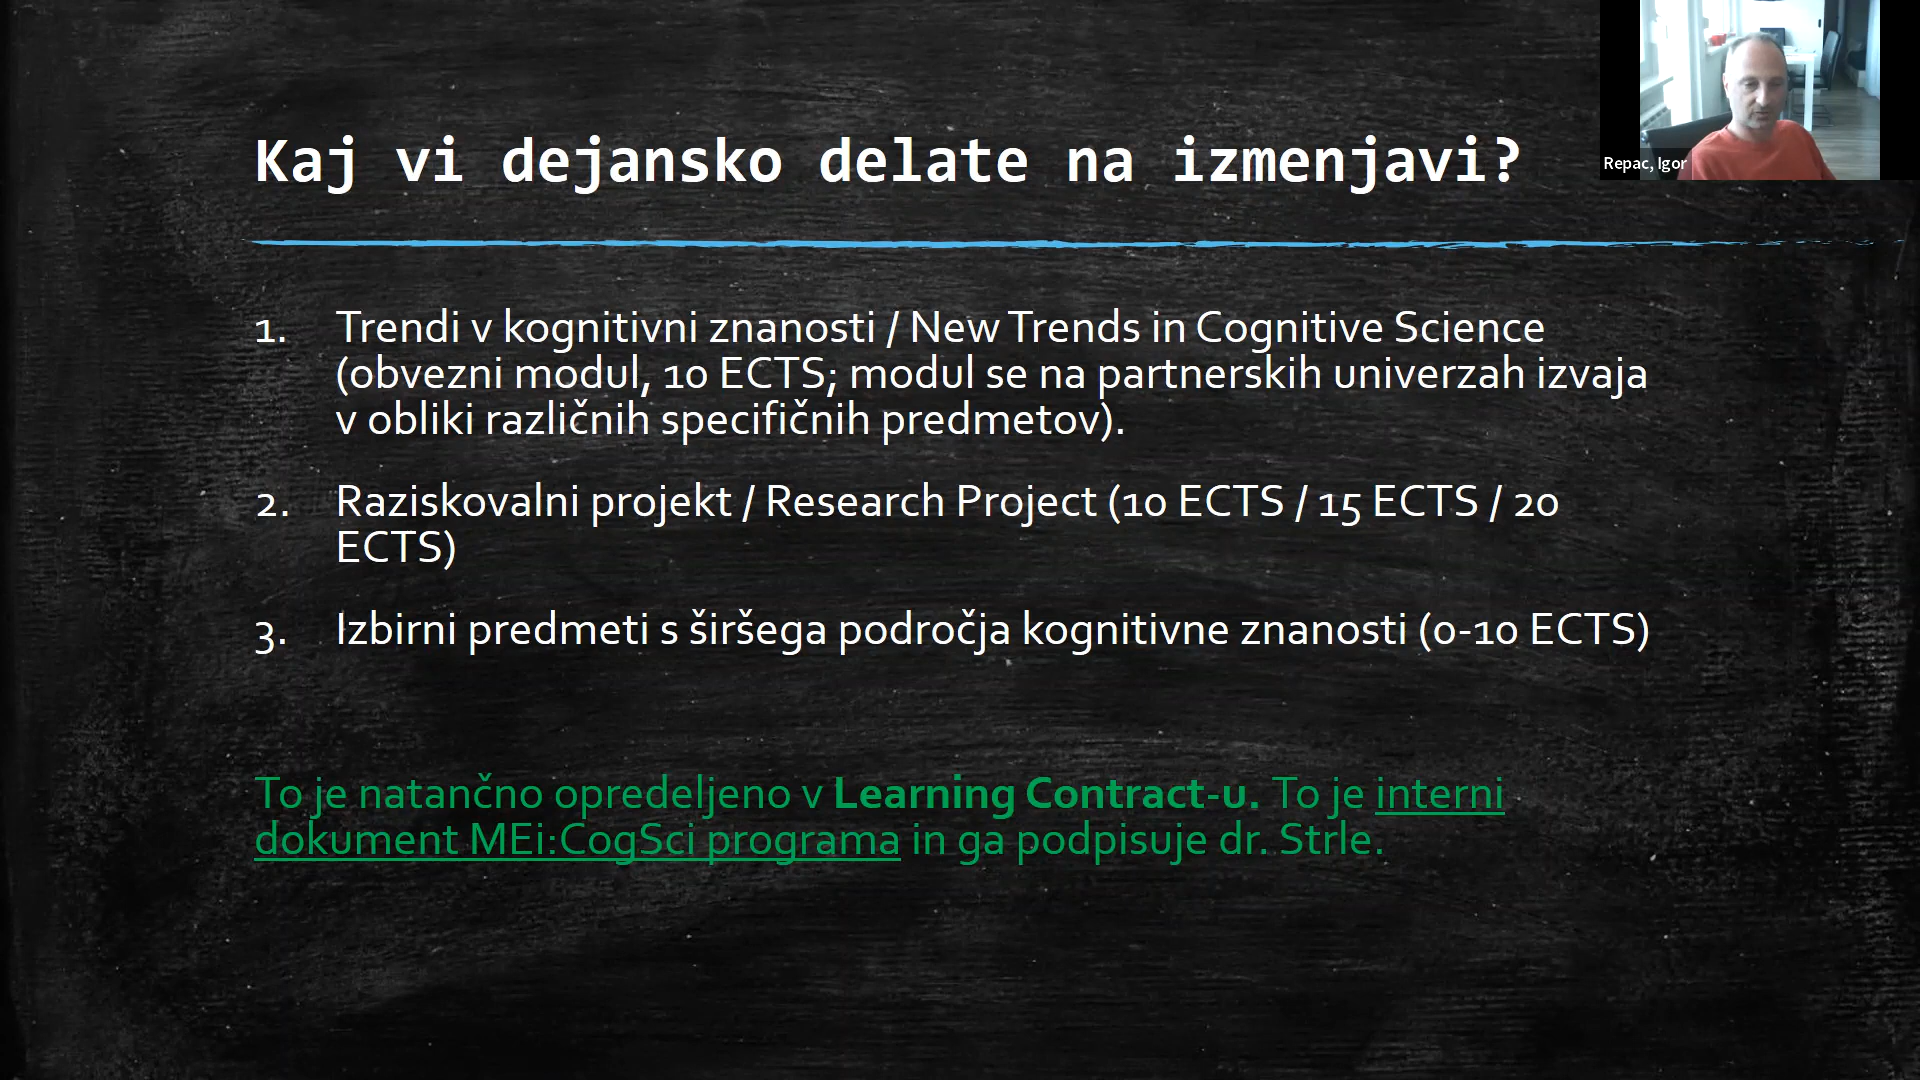 Kaj vi dejansko delate na izmenjavi?
Repac, Igor
1. Trendi v kognitivni znanosti / New Trends in Cognitive Science
(obvezni modul, 10 ECTS; modul se na partnerskih univerzah izvaja
v obliki različnih specifičnih predmetov).
2. Raziskovalni projekt / Research Project (10 ECTS / 15 ECTS / 20
ECTS)
3. Izbirni predmeti s širšega področja kognitivne znanosti (0-10 ECTS)
To je natančno opredeljeno v Learning Contract-u. To je interni
dokument MEi:CogSci programa in ga podpisuje dr. Strle.